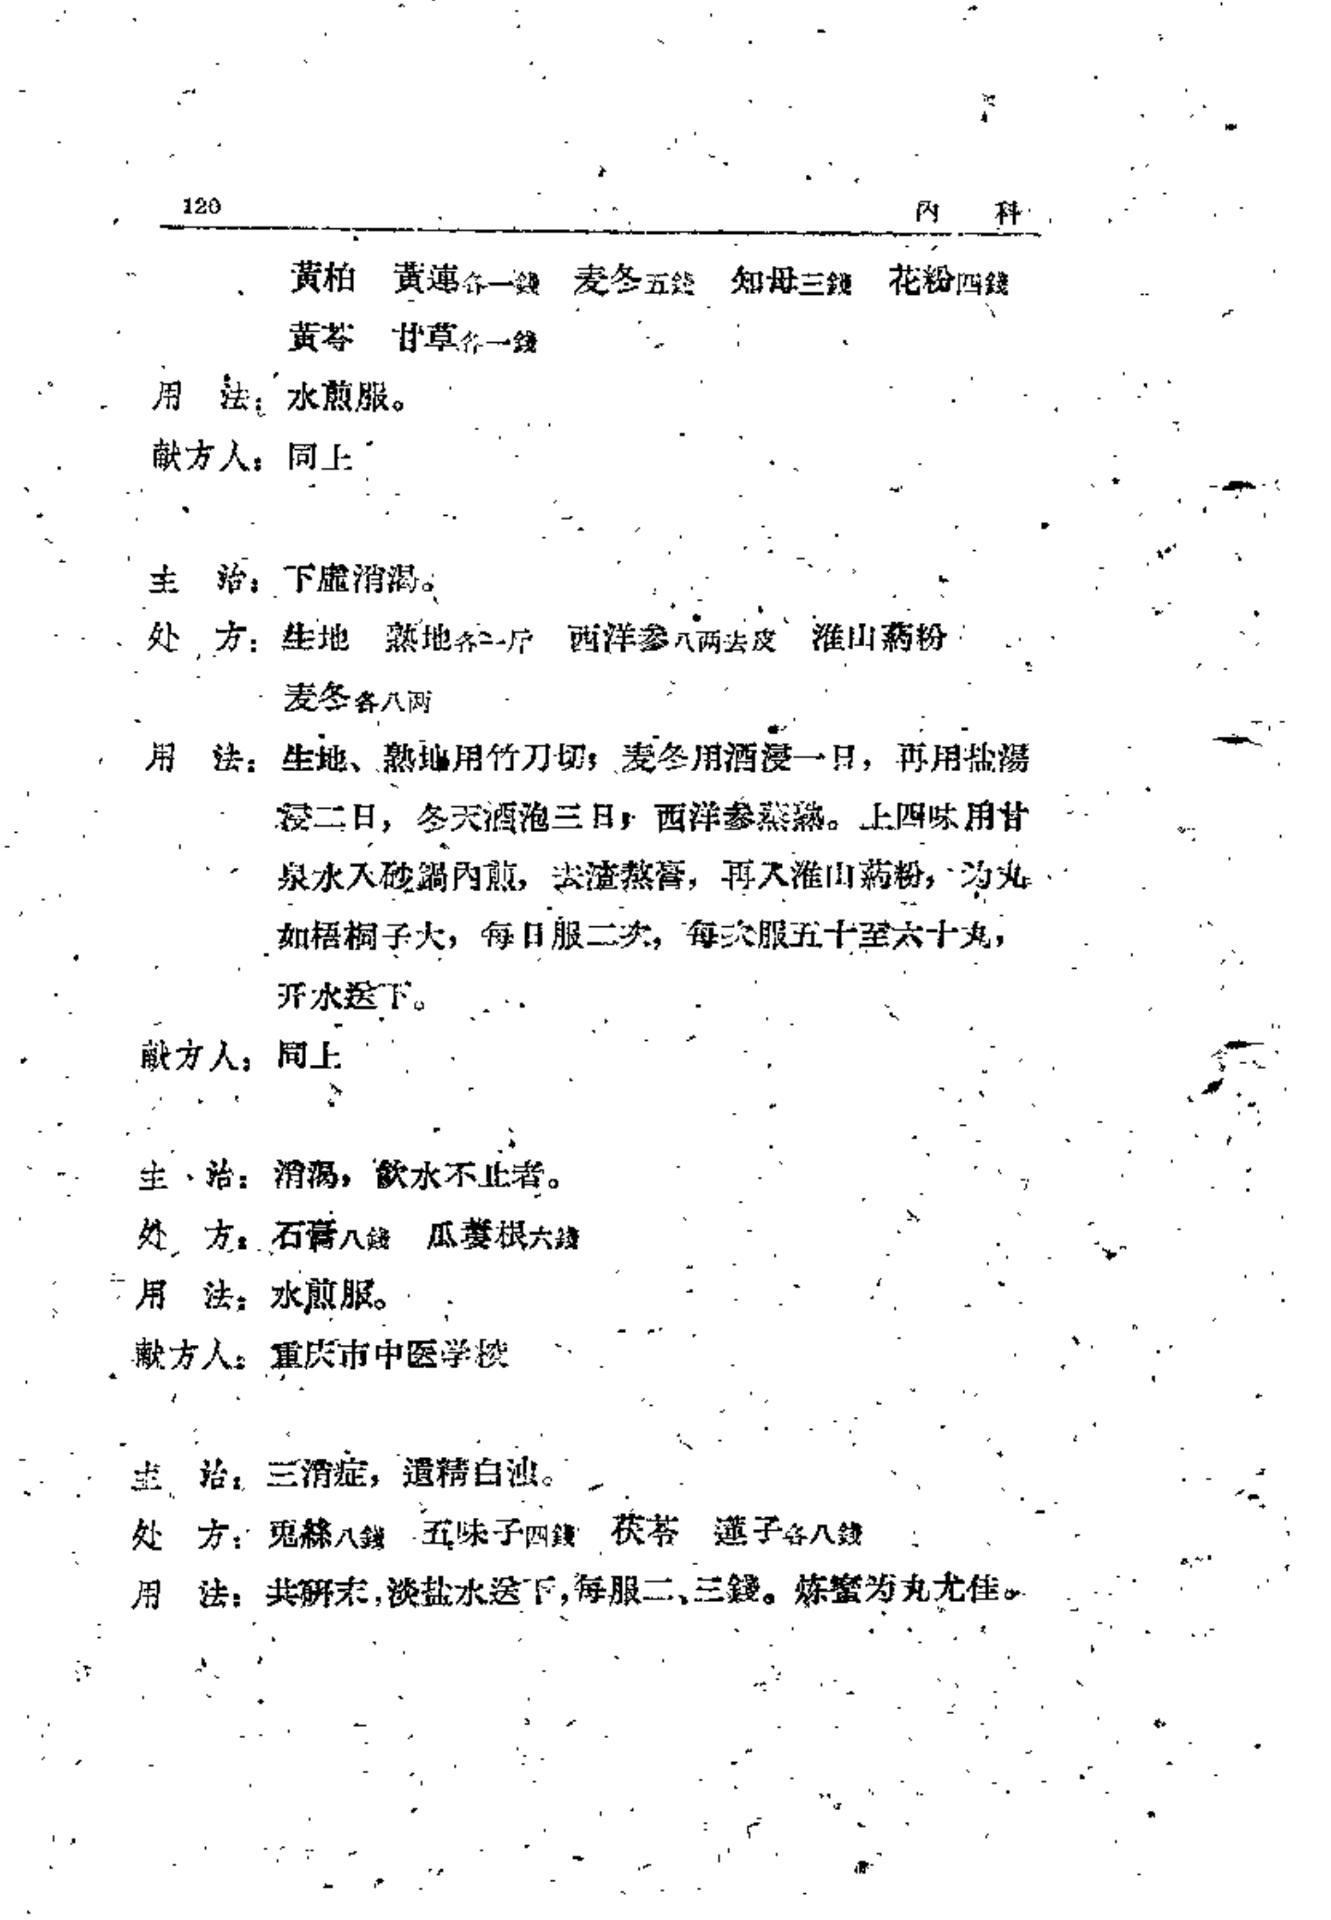 120
內 科
黃柏 黃連各一錢 麦冬五錢 知母三錢 花粉四錢
黃芩 甘草各一錢
用 法：水煎服。
献方人：同上
主 治：下虛消渴。
处 方：生地 熟地各二斤 西洋參八两去皮 淮山葯粉
麦冬各八两
用 法：生地、熟地用竹刀切；麦冬用酒浸一日，再用盐湯
浸二日，冬天酒泡三日；西洋參蒸熟。上四味用甘
泉水入砂鍋內煎，去渣熬膏，再入淮山葯粉，为丸
如梧桐子大，每日服二次，每次服五十至六十丸，
开水送下。
献方人：同上
主 治：消渴，飲水不止者。
处 方：石膏八錢 瓜蔞根六錢
用 法：水煎服。
献方人：重庆市中医学校
主 治：三消症，遺精白浊。
处 方：兎絲八錢 五味子四錢 茯苓 蓮子各八錢
用 法：共研末，淡盐水送下，每服二、三錢。炼蜜为丸尤佳。